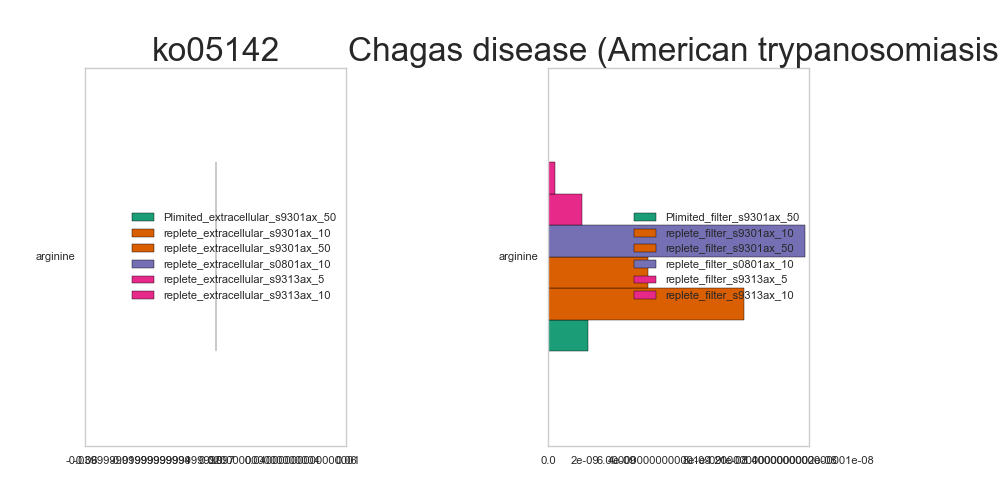 ko05142
Chagas disease (American trypanosomiasis
arginine
Plimited_extracellular_s9301ax_50
replete_extracellular_s9301ax_10
replete_extracellular_s9301ax_50
replete_extracellular_s0801ax_10
replete_extracellular_s9313ax_5
replete_extracellular_s9313ax_10
arginine
Plimited_filter_s9301ax_50
replete_filter_s9301ax_10
replete_filter_s9301ax_50
replete_filter_s0801ax_10
replete_filter_s9313ax_5
replete_filter_s9313ax_10
0.0
2e-09